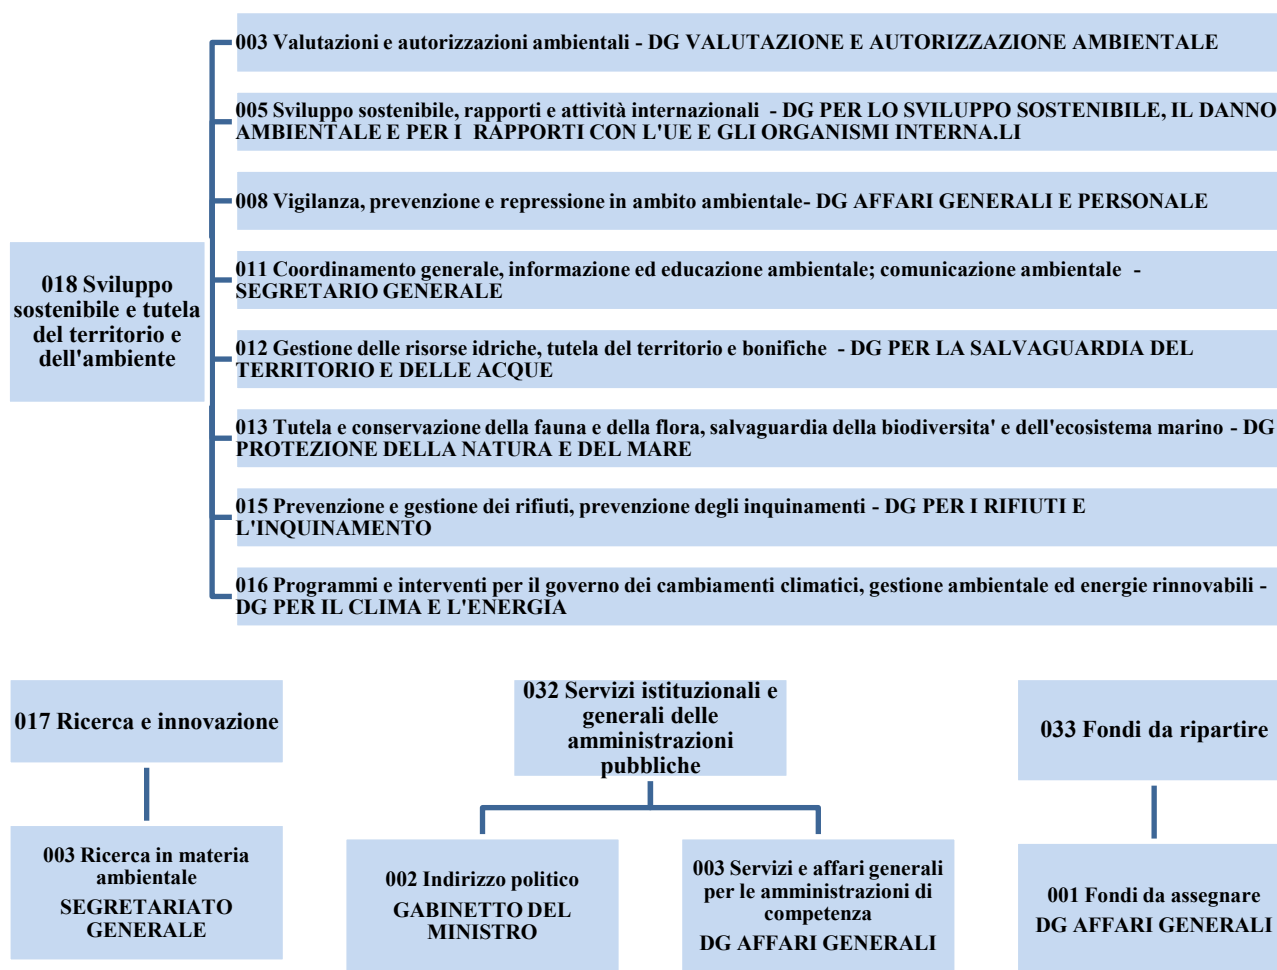 003 Valutazioni e autorizzazioni ambientali - DG VALUTAZIONE E AUTORIZZAZIONE AMBIENTALE
005 Sviluppo sostenibile, rapporti e attività internazionali - DG PER LO SVILUPPO SOSTENIBILE, IL DANNO
AMBIENTALE E PER I RAPPORTI CON L'UE E GLI ORGANISMI INTERNA.LI
008 Vigilanza, prevenzione e repressione in ambito ambientale- DG AFFARI GENERALI E PERSONALE
018 Sviluppo
sostenibile e tutela
del territorio e
dell'ambiente
011 Coordinamento generale, informazione ed educazione ambientale; comunicazione ambientale -
SEGRETARIO GENERALE
012 Gestione delle risorse idriche, tutela del territorio e bonifiche - DG PER LA SALVAGUARDIA DEL
TERRITORIO E DELLE ACQUE
013 Tutela e conservazione della fauna e della flora, salvaguardia della biodiversita' e dell'ecosistema marino - DG
PROTEZIONE DELLA NATURA E DEL MARE
015 Prevenzione e gestione dei rifiuti, prevenzione degli inquinamenti - DG PER I RIFIUTI E
L'INQUINAMENTO
016 Programmi e interventi per il governo dei cambiamenti climatici, gestione ambientale ed energie rinnovabili -
DG PER IL CLIMA E L'ENERGIA
017 Ricerca e innovazione
003 Ricerca in materia
ambientale
SEGRETARIATO
GENERALE
032 Servizi istituzionali e
generali delle
amministrazioni
pubbliche
002 Indirizzo politico
GABINETTO DEL
MINISTRO
003 Servizi e affari generali
per le amministrazioni di
competenza
DG AFFARI GENERALI
033 Fondi da ripartire
001 Fondi da assegnare
DG AFFARI GENERALI